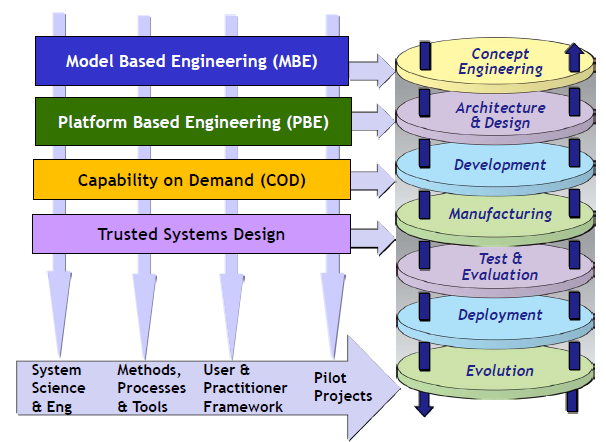 Model Based Engineering (MBE)
Platform Based Engineering (PBE)
Capability on Demand (COD)
Trusted Systems Design
Concept
Engineering
Architecture
& Design
Development
Manufacturing
Test &
Evaluation
Deployment
Evolution
System
Science
& Eng
Methods,
Processes
& Tools
User &
Practitioner
Framework
Pilot
Projects